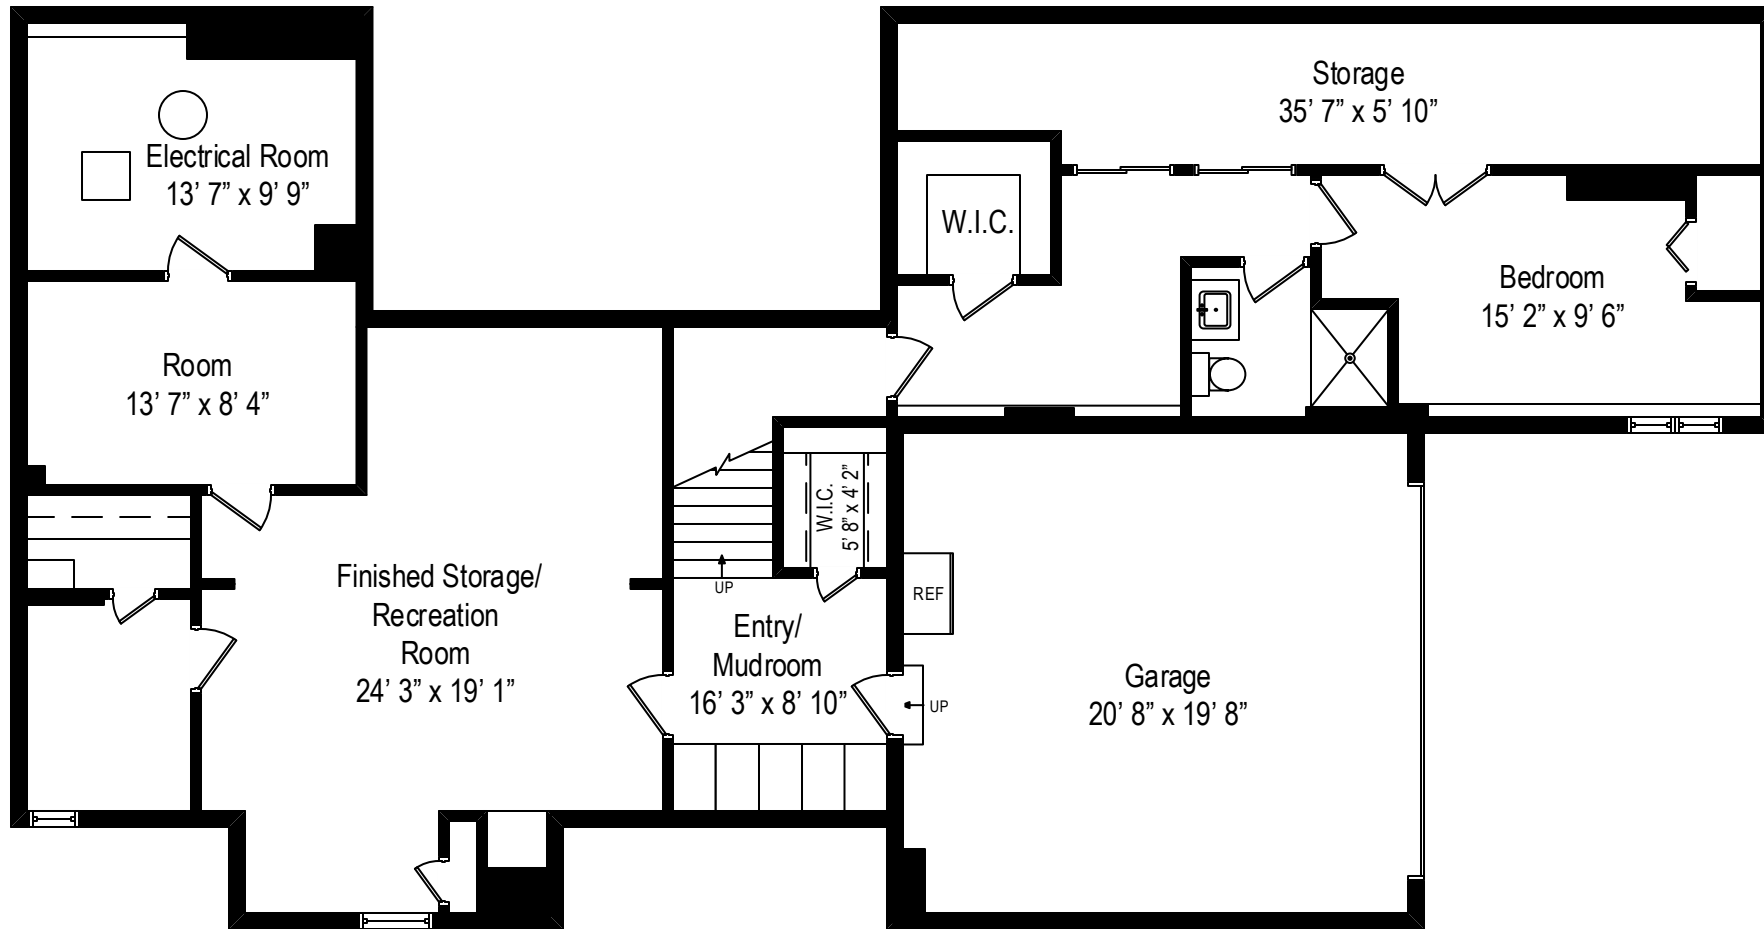 Storage
35’ 7” x 5’ 10”
Electrical Room
13’ 7” x 9’ 9”
W.I.C.
Bedroom
15’ 2” x 9’ 6”
Room
13’ 7” x 8’ 4”
W.I.C.
5’ 8” x 4’ 2”
Finished Storage/
Recreation
Room
24’ 3” x 19’ 1”
UP
REF
Entry/
Mudroom
16’ 3” x 8’ 10”
UP
Garage
20’ 8” x 19’ 8”